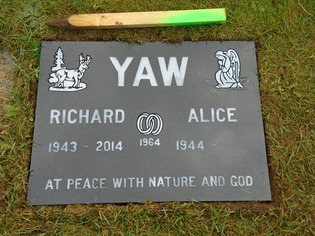 YAW
RICHARD ALICE
1943 - 2014 1964 1944
AT PEACE WITH NATURE AND GOD